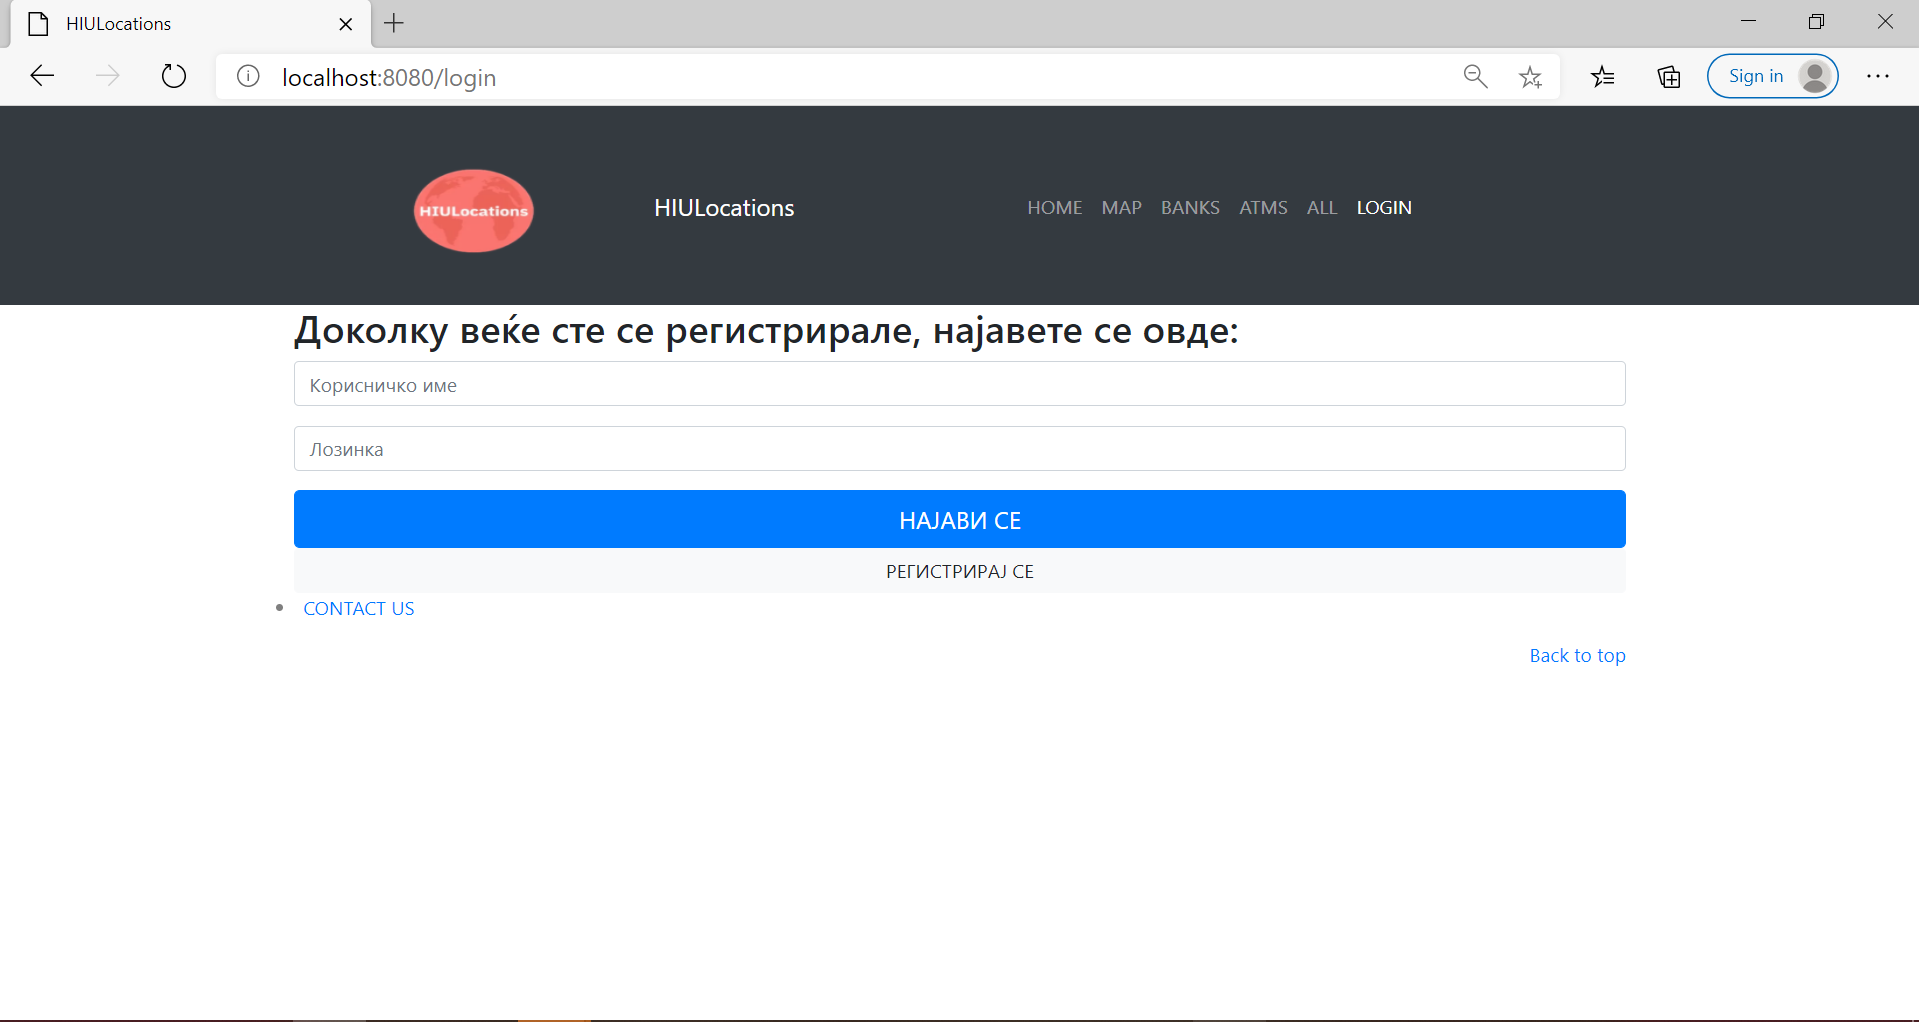 HIULocations
localhost:8080/login
Sign in
HIULocations
HIULocations
HOME MAP BANKS ATMS ALL LOGIN
Доколку веќе сте се регистрирале, најавете се овде:
Корисничко име
Лозинка
НАЈАВИ СЕ
РЕГИСТРИРАЈ СЕ
CONTACT US
Back to top